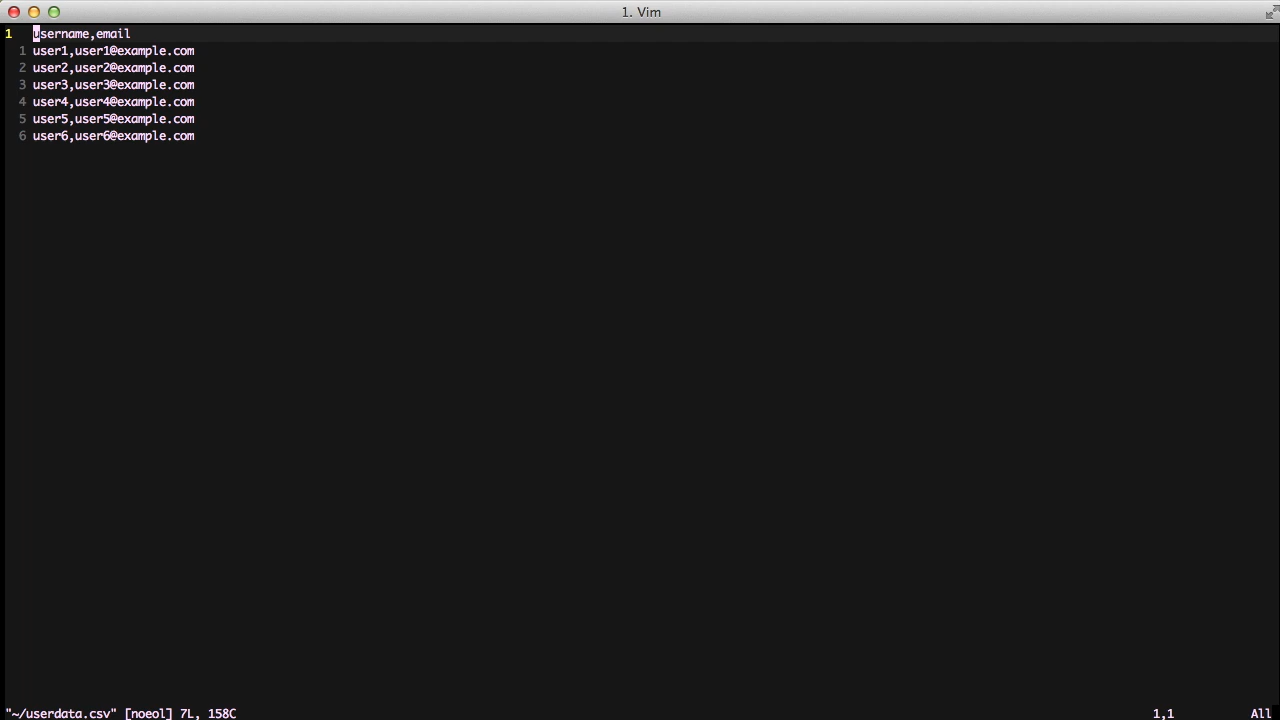 1. Vim
1 username,email
1 user1,user1@example.com
2 user2,user2@example.com
3 user3,user3@example.com
4 user4,user4@example.com
5 user5,user5@example.com
6 user6,user6@example.com
"~/userdata.csv" [noeol] 7L, 158C 1,1 All